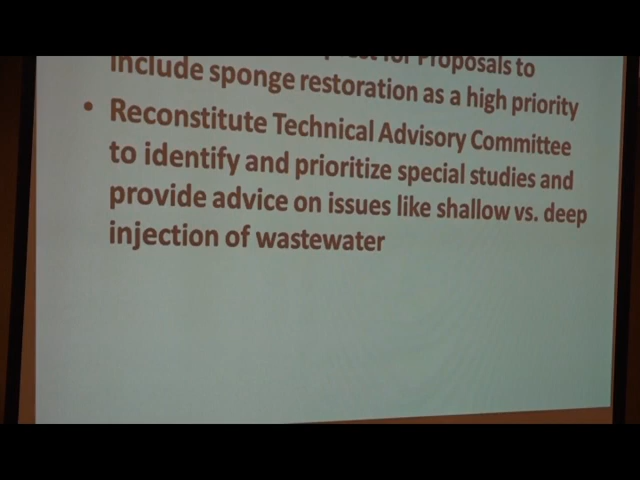 for Proposals to
include sponge restoration as a high priority
• Reconstitute Technical Advisory Committee
to identify and prioritize special studies and
provide advice on issues like shallow vs. deep
injection of wastewater